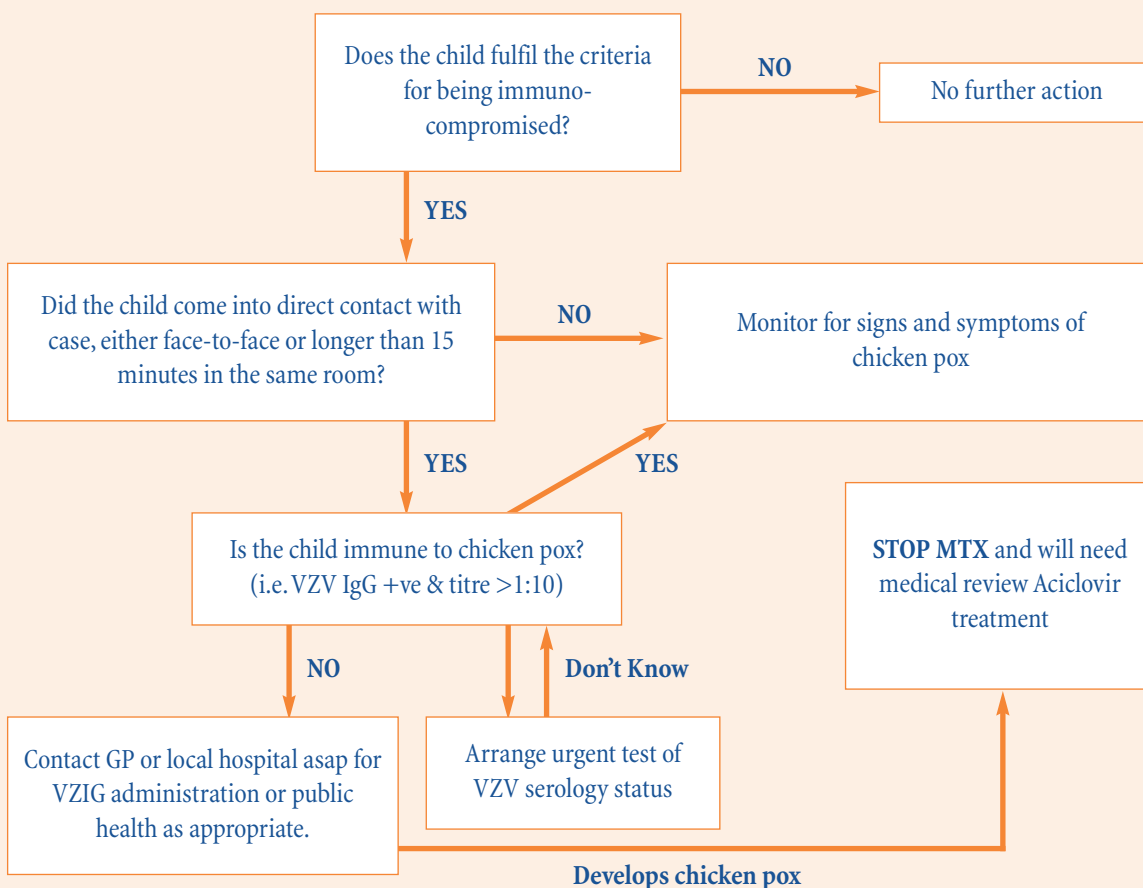 Does the child fulfil the criteria
for being immuno-
compromised?
NO
No further action
YES
Did the child come into direct contact with
case, either face-to-face or longer than 15
minutes in the same room?
NO
Monitor for signs and symptoms of
chicken pox
YES
YES
Is the child immune to chicken pox?
(i.e. VZV IgG +ve & titre >1:10)
STOP MTX and will need
medical review Aciclovir
treatment
NO
Don't Know
Contact GP or local hospital asap for
VZIG administration or public
health as appropriate.
Arrange urgent test of
VZV serology status
Develops chicken pox